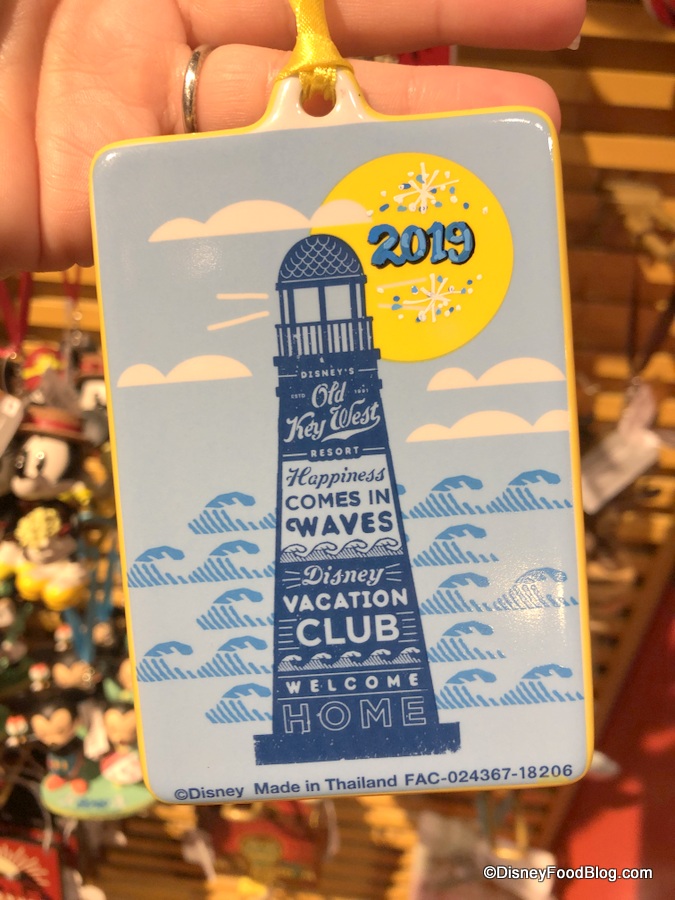 2019
DISNEY'S
ESTD 1991
Old
Key West
RESORT
Happiness
COMES IN
WAVES
Disney
VACATION
CLUB
WELCOME
HOME
©Disney Made in Thailand FAC-024367-18206
©DisneyFoodBlog.com